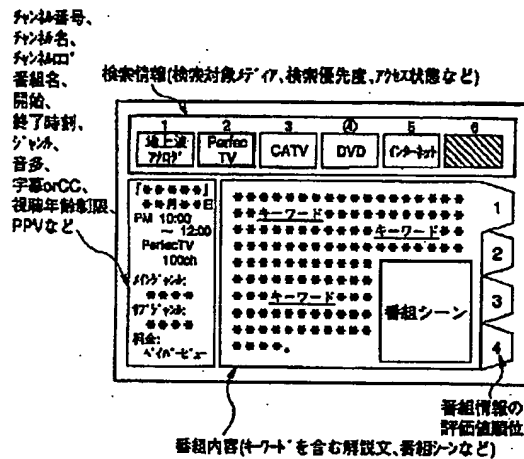 チャンネル番号、
チャンネル名、
チャンネルロゴ
番組名、
開始、
終了時刻、
ジャンル、
音多、
字幕orCC、
視聴年齢制限、
PPVなど
検索情報(検索対象メディア、検索優先度、アクセス状態など)
1 2 3 ④ 5 6
地上波
アナログ
Perfec
TV
CATV
DVD
インターネット
『*****』
**月**日
PM 10:00
~ 12:00
PerfecTV
100ch
メインジャンル:
****
サブジャンル:
****
料金:
ペイパービュー
*****************
**キーワード*********
***********キーワード**
*****************
**********
**********
***キーワード***
**********
**********
****。
番組シーン
1
2
3
4
番組情報の
評価値順位
番組内容(キーワードを含む解説文、番組シーンなど)